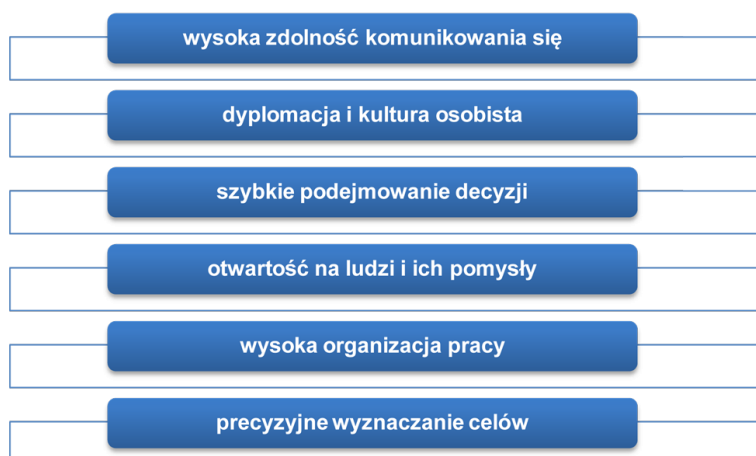 wysoka zdolność komunikowania się
dyplomacja i kultura osobista
szybkie podejmowanie decyzji
otwartość na ludzi i ich pomysły
wysoka organizacja pracy
precyzyjne wyznaczanie celów